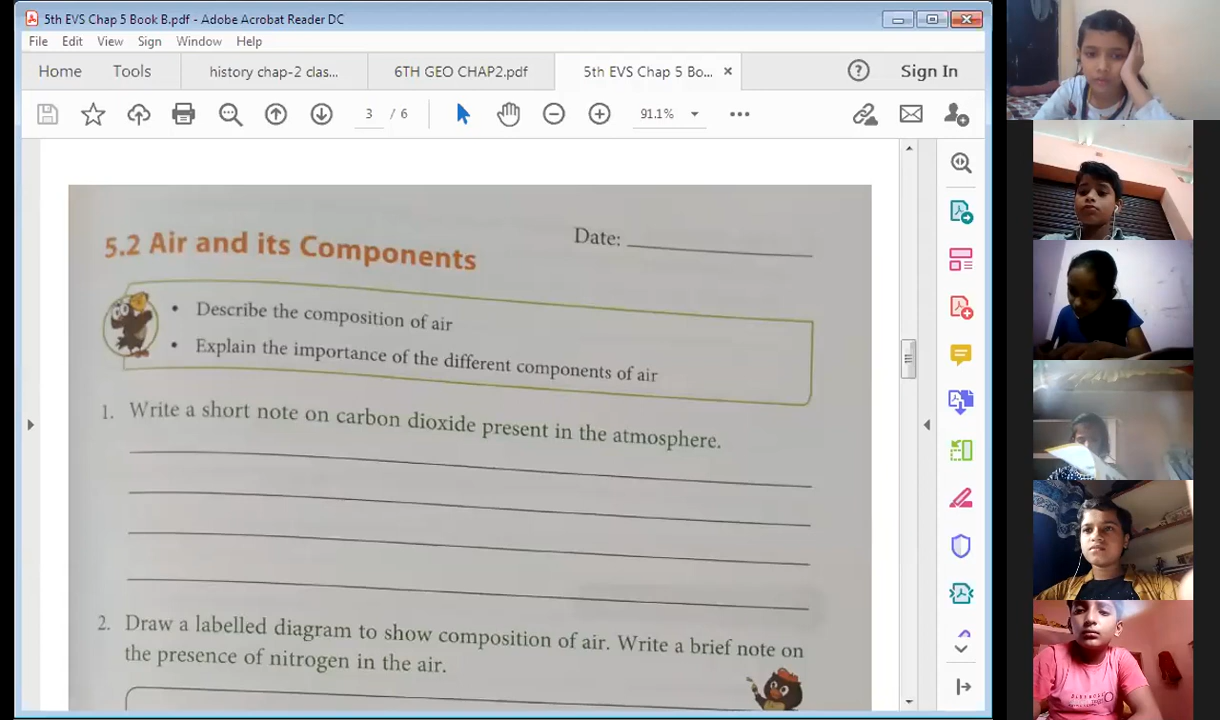 5th EVS Chap 5 Book B.pdf - Adobe Acrobat Reader DC
File Edit View Sign Window Help
Home Tools history chap-2 clas... 6TH GEO CHAP2.pdf 5th EVS Chap 5 Bo... × Sign In
3 / 6 91.1%
Date: ____________
5.2 Air and its Components
• Describe the composition of air
• Explain the importance of the different components of air
1. Write a short note on carbon dioxide present in the atmosphere.
2. Draw a labelled diagram to show composition of air. Write a brief note on
the presence of nitrogen in the air.